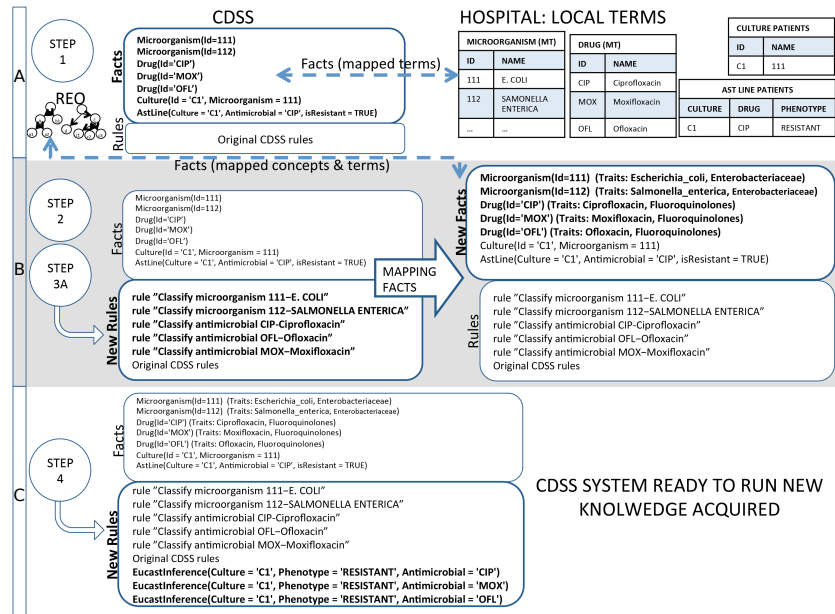 CDSS
HOSPITAL: LOCAL TERMS
A
STEP
1
REO
Facts
Microorganism(Id=111)
Microorganism(Id=112)
Drug(Id='CIP')
Drug(Id='MOX')
Drug(Id='OFL')
Culture(Id = 'C1', Microorganism = 111)
AstLine(Culture = 'C1', Antimicrobial = 'CIP', isResistant = TRUE)
Rules
Original CDSS rules
Facts (mapped terms)
MICROORGANISM (MT)
ID NAME
111 E. COLI
112 SAMONELLA
ENTERICA
... ...
DRUG (MT)
ID NAME
CIP Ciprofloxacin
MOX Moxifloxacin
OFL Ofloxacin
CULTURE PATIENTS
ID NAME
C1 111
AST LINE PATIENTS
CULTURE DRUG PHENOTYPE
C1 CIP RESISTANT
Facts (mapped concepts & terms)
B
STEP
2
STEP
3A
Facts
Microorganism(Id=111)
Microorganism(Id=112)
Drug(Id='CIP')
Drug(Id='MOX')
Drug(Id='OFL')
Culture(Id = 'C1', Microorganism = 111)
AstLine(Culture = 'C1', Antimicrobial = 'CIP', isResistant = TRUE)
New Rules
rule "Classify microorganism 111–E. COLI"
rule "Classify microorganism 112–SALMONELLA ENTERICA"
rule "Classify antimicrobial CIP-Ciprofloxacin"
rule "Classify antimicrobial OFL–Ofloxacin"
rule "Classify antimicrobial MOX–Moxifloxacin"
Original CDSS rules
MAPPING
FACTS
New Facts
Microorganism(Id=111) (Traits: Escherichia_coli, Enterobacteriaceae)
Microorganism(Id=112) (Traits: Salmonella_enterica, Enterobacteriaceae)
Drug(Id='CIP') (Traits: Ciprofloxacin, Fluoroquinolones)
Drug(Id='MOX') (Traits: Moxifloxacin, Fluoroquinolones)
Drug(Id='OFL') (Traits: Ofloxacin, Fluoroquinolones)
Culture(Id = 'C1', Microorganism = 111)
AstLine(Culture = 'C1', Antimicrobial = 'CIP', isResistant = TRUE)
Rules
rule "Classify microorganism 111–E. COLI"
rule "Classify microorganism 112–SALMONELLA ENTERICA"
rule "Classify antimicrobial CIP-Ciprofloxacin"
rule "Classify antimicrobial OFL–Ofloxacin"
rule "Classify antimicrobial MOX–Moxifloxacin"
Original CDSS rules
C
STEP
4
Facts
Microorganism(Id=111) (Traits: Escherichia_coli, Enterobacteriaceae)
Microorganism(Id=112) (Traits: Salmonella_enterica, Enterobacteriaceae)
Drug(Id='CIP') (Traits: Ciprofloxacin, Fluoroquinolones)
Drug(Id='MOX') (Traits: Moxifloxacin, Fluoroquinolones)
Drug(Id='OFL') (Traits: Ofloxacin, Fluoroquinolones)
Culture(Id = 'C1', Microorganism = 111)
AstLine(Culture = 'C1', Antimicrobial = 'CIP', isResistant = TRUE)
New Rules
rule "Classify microorganism 111–E. COLI"
rule "Classify microorganism 112–SALMONELLA ENTERICA"
rule "Classify antimicrobial CIP-Ciprofloxacin"
rule "Classify antimicrobial OFL–Ofloxacin"
rule "Classify antimicrobial MOX–Moxifloxacin"
Original CDSS rules
EucastInference(Culture = 'C1', Phenotype = 'RESISTANT', Antimicrobial = 'CIP')
EucastInference(Culture = 'C1', Phenotype = 'RESISTANT', Antimicrobial = 'MOX')
EucastInference(Culture = 'C1', Phenotype = 'RESISTANT', Antimicrobial = 'OFL')
CDSS SYSTEM READY TO RUN NEW
KNOLWEDGE ACQUIRED